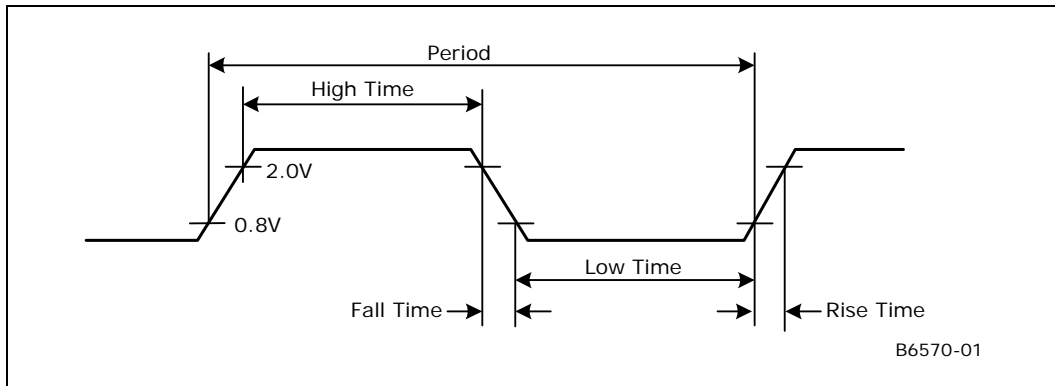 Period
High Time
2.0V
0.8V
Low Time
Fall Time
Rise Time
B6570-01